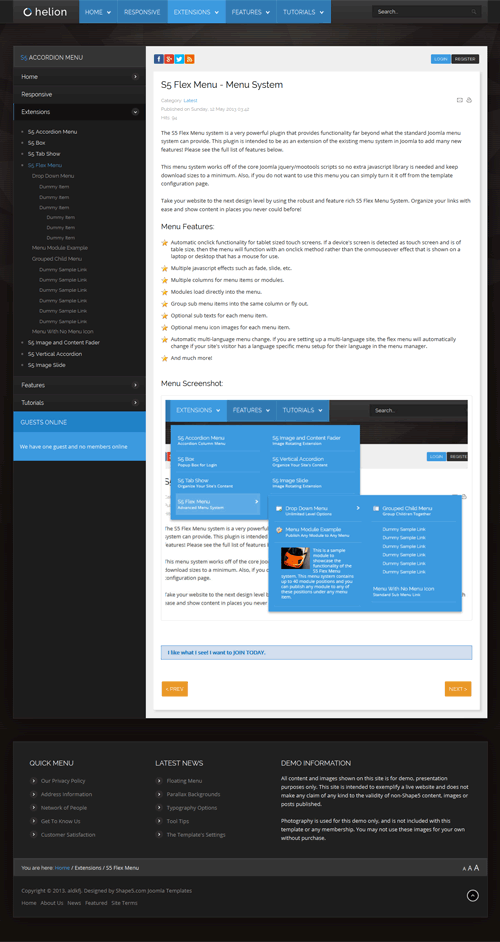 helion
HOME
RESPONSIVE
EXTENSIONS
FEATURES
TUTORIALS
Search..
S5 ACCORDION MENU
Home
Responsive
Extensions
S5 Accordion Menu
S5 Box
S5 Tab Show
S5 Flex Menu
Drop Down Menu
Dummy Item
Dummy Item
Dummy Item
Dummy Item
Dummy Item
Dummy Item
Menu Module Example
Grouped Child Menu
Dummy Sample Link
Dummy Sample Link
Dummy Sample Link
Dummy Sample Link
Dummy Sample Link
Menu With No Menu Icon
S5 Image and Content Fader
S5 Vertical Accordion
S5 Image Slide
Features
Tutorials
GUESTS ONLINE
We have one guest and no members online
LOGIN
REGISTER
S5 Flex Menu - Menu System
Category: Latest
Published on Sunday, 12 May 2013 03:42
Hits: 94
The S5 Flex Menu system is a very powerful plugin that provides functionality far beyond what the standard Joomla menu
system can provide. This plugin is intended to be as an extension of the existing menu system in Joomla to add many new
features! Please see the full list of features below.
This menu system works off of the core Joomla jquery/mootools scripts so no extra javascript library is needed and keep
download sizes to a minimum. Also, if you do not want to use this menu you can simply turn it off from the template
configuration page.
Take your website to the next design level by using the robust and feature rich S5 Flex Menu System. Organize your links with
ease and show content in places you never could before!
Menu Features:
Automatic onclick functionality for tablet sized touch screens. If a device's screen is detected as touch screen and is of
table size, then the menu will function with an onclick method rather than the onmouseover effect that is shown on a
laptop or desktop that has a mouse for use.
Multiple javascript effects such as fade, slide, etc.
Multiple columns for menu items or modules.
Modules load directly into the menu.
Group sub menu items into the same column or fly out.
Optional sub texts for each menu item.
Optional menu icon images for each menu item.
Automatic multi-language menu change. If you are setting up a multi-language site, the flex menu will automatically
change if your site's visitor has a language specific menu setup for their language in the menu manager.
And much more!
Menu Screenshot:
EXTENSIONS
FEATURES
TUTORIALS
Search..
LOGIN
REGISTER
S5 Accordion Menu
Accordion Column Menu
S5 Image and Content Fader
Image Rotating Extension
S5 Box
Popup Box for Login
S5 Vertical Accordion
Organize Your Site's Content
S5 Tab Show
Organize Your Site's Content
S5 Image Slide
Image Rotating Extension
S5 Flex Menu
Advanced Menu System
Drop Down Menu
Unlimited Level Options
Grouped Child Menu
Group Children Together
Menu Module Example
Publish Any Module to Any Menu
Dummy Sample Link
Dummy Sample Link
Dummy Sample Link
Dummy Sample Link
Dummy Sample Link
This is a sample
module to
showcase the
functionality of the
S5 Flex Menu
system. This menu system contains
up to 40 module positions and you
can publish any module to any of
these positions under any menu
item.
Menu With No Menu Icon
Standard Sub Menu Link
The S5 Flex Menu system is a very powerful
system can provide. This plugin is intended
features! Please see the full list of features
This menu system works off of the core Joo
download sizes to a minimum. Also, if you d
configuration page.
Take your website to the next design level b
ease and show content in places you never
I like what I see! I want to JOIN TODAY.
< PREV
NEXT >
QUICK MENU
Our Privacy Policy
Address Information
Network of People
Get To Know Us
Customer Satisfaction
LATEST NEWS
Floating Menu
Parallax Backgrounds
Typography Options
Tool Tips
The Template's Settings
DEMO INFORMATION
All content and images shown on this site is for demo, presentation
purposes only. This site is intended to exemplify a live website and does not
make any claim of any kind to the validity of non-Shape5 content, images or
posts published.
Photography is used for this demo only, and is not included with this
template or any membership. You may not use these images for your own
without purchase.
You are here: Home / Extensions / S5 Flex Menu
A A A
Copyright © 2013. aldkfj. Designed by Shape5.com Joomla Templates
Home About Us News Featured Site Terms